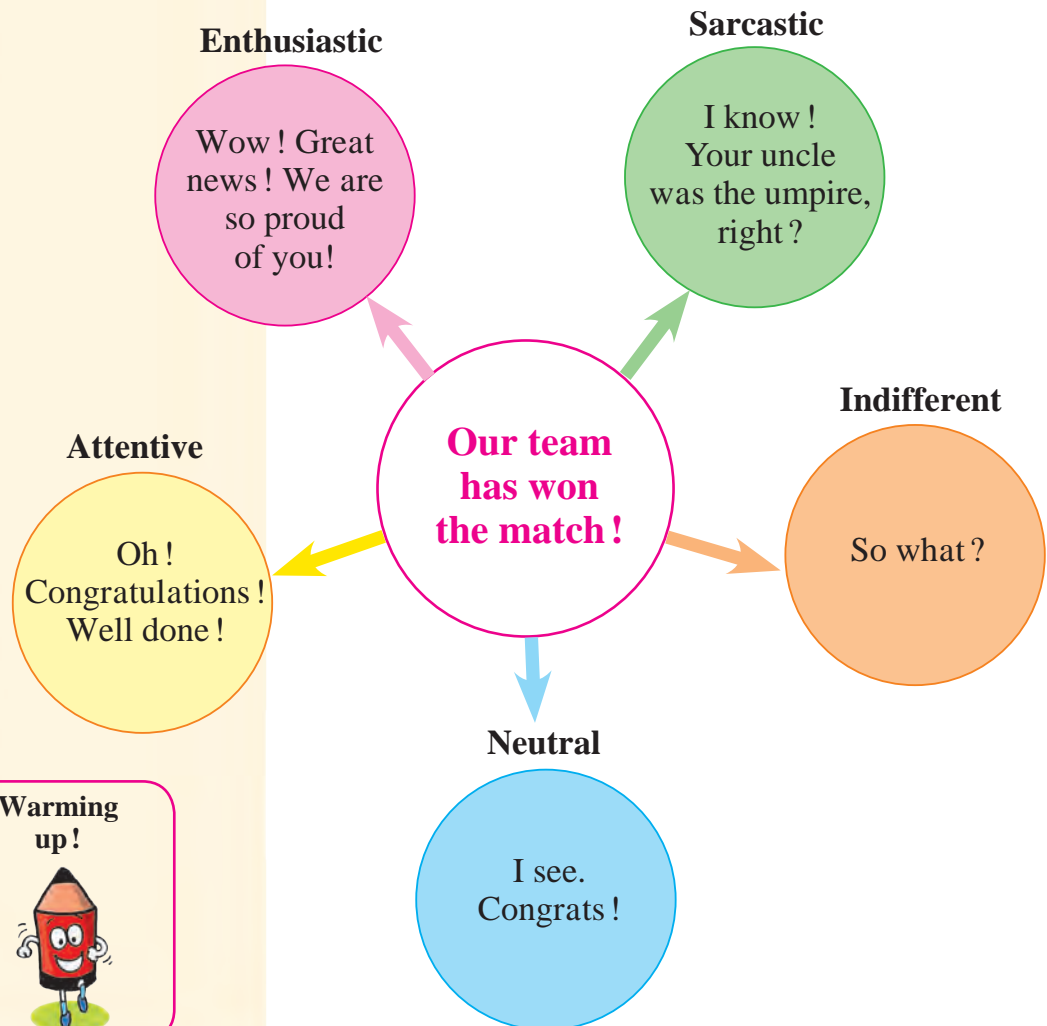 Enthusiastic
Wow ! Great
news ! We are
so proud
of you!
Sarcastic
I know !
Your uncle
was the umpire,
right ?
Our team
has won
the match !
Indifferent
So what ?
Attentive
Oh !
Congratulations !
Well done !
Neutral
I see.
Congrats !
Warming
up !